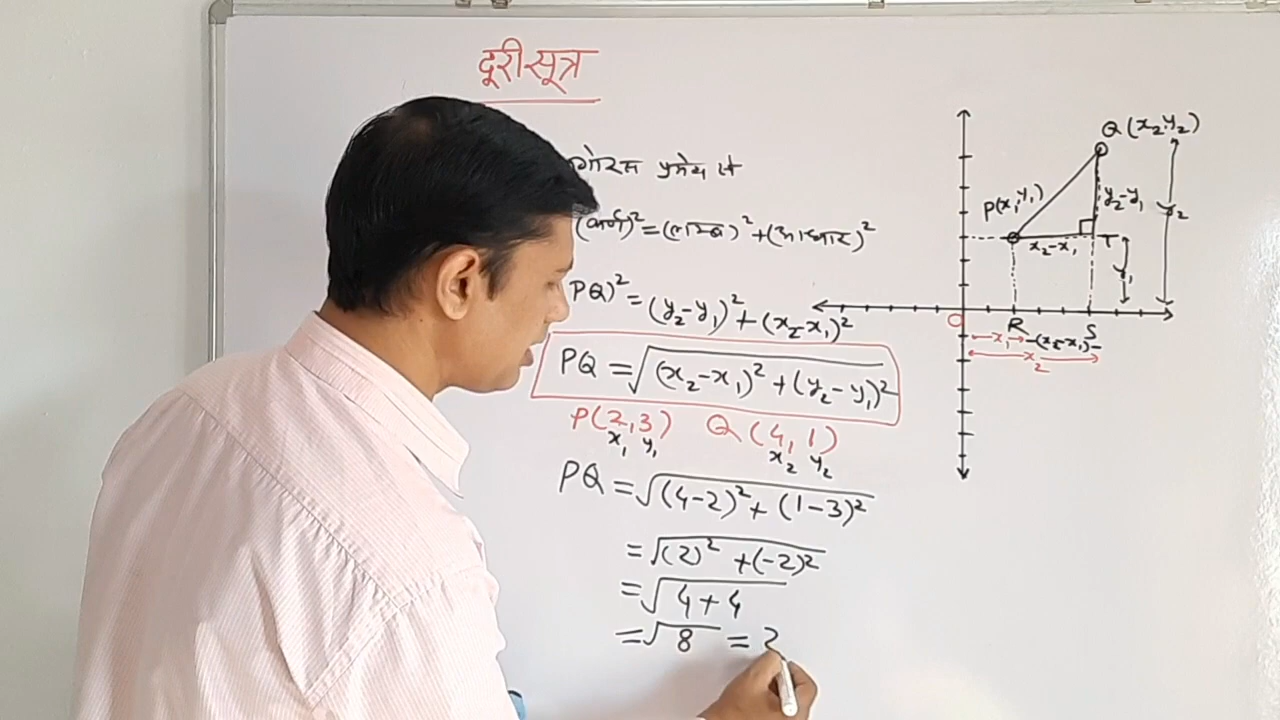 दूरी सूत्र
गोरस प्रमेय से
(कर्ण)²=(लम्ब)²+(आधार)²
PQ)²=(y₂-y₁)²+(x₂-x₁)²
PQ=√(x₂-x₁)²+(y₂-y₁)²
P(2,3) Q(4,1)
x₁ y₁ x₂ y₂
PQ=√(4-2)²+(1-3)²
=√(2)²+(-2)²
=√4+4
=√8 = 2
Q(x₂,y₂)
P(x₁,y₁)
y₂-y₁
y₂
x₂-x₁ T
y₁
O R S
x₁ (x₂-x₁)
x₂